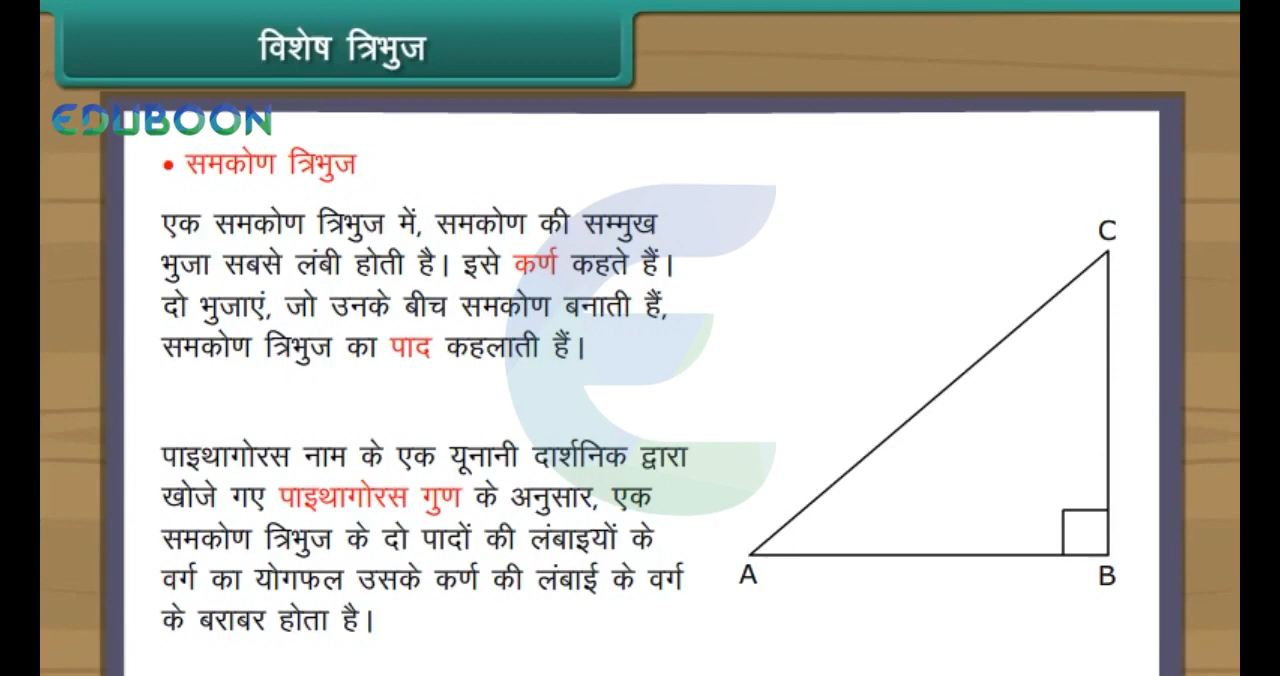 विशेष त्रिभुज
EDUBOON
• समकोण त्रिभुज
एक समकोण त्रिभुज में, समकोण की सम्मुख
भुजा सबसे लंबी होती है। इसे कर्ण कहते हैं।
दो भुजाएं, जो उनके बीच समकोण बनाती हैं,
समकोण त्रिभुज का पाद कहलाती हैं।
पाइथागोरस नाम के एक यूनानी दार्शनिक द्वारा
खोजे गए पाइथागोरस गुण के अनुसार, एक
समकोण त्रिभुज के दो पादों की लंबाइयों के
वर्ग का योगफल उसके कर्ण की लंबाई के वर्ग
के बराबर होता है।
C
A
B